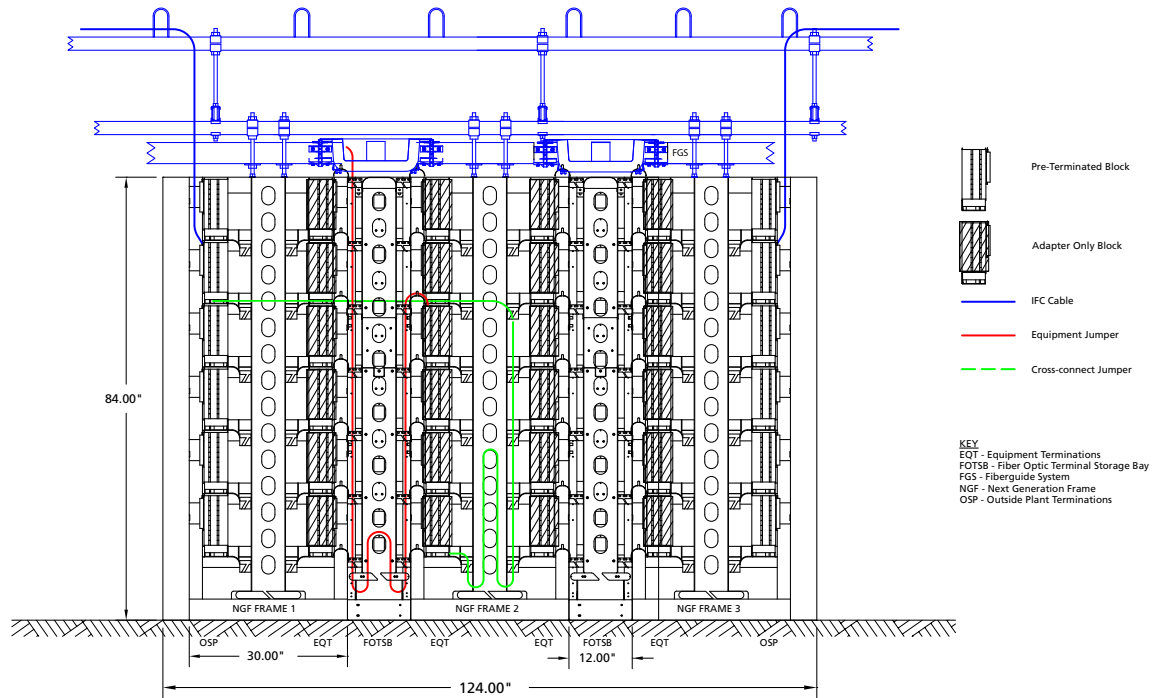 FGS
Pre-Terminated Block
Adapter Only Block
IFC Cable
Equipment Jumper
Cross-connect Jumper
84.00"
KEY
EQT - Equipment Terminations
FOTSB - Fiber Optic Terminal Storage Bay
FGS - Fiberguide System
NGF - Next Generation Frame
OSP - Outside Plant Terminations
NGF FRAME 1
NGF FRAME 2
NGF FRAME 3
OSP
EQT
FOTSB
EQT
EQT
FOTSB
EQT
OSP
30.00"
12.00"
124.00"